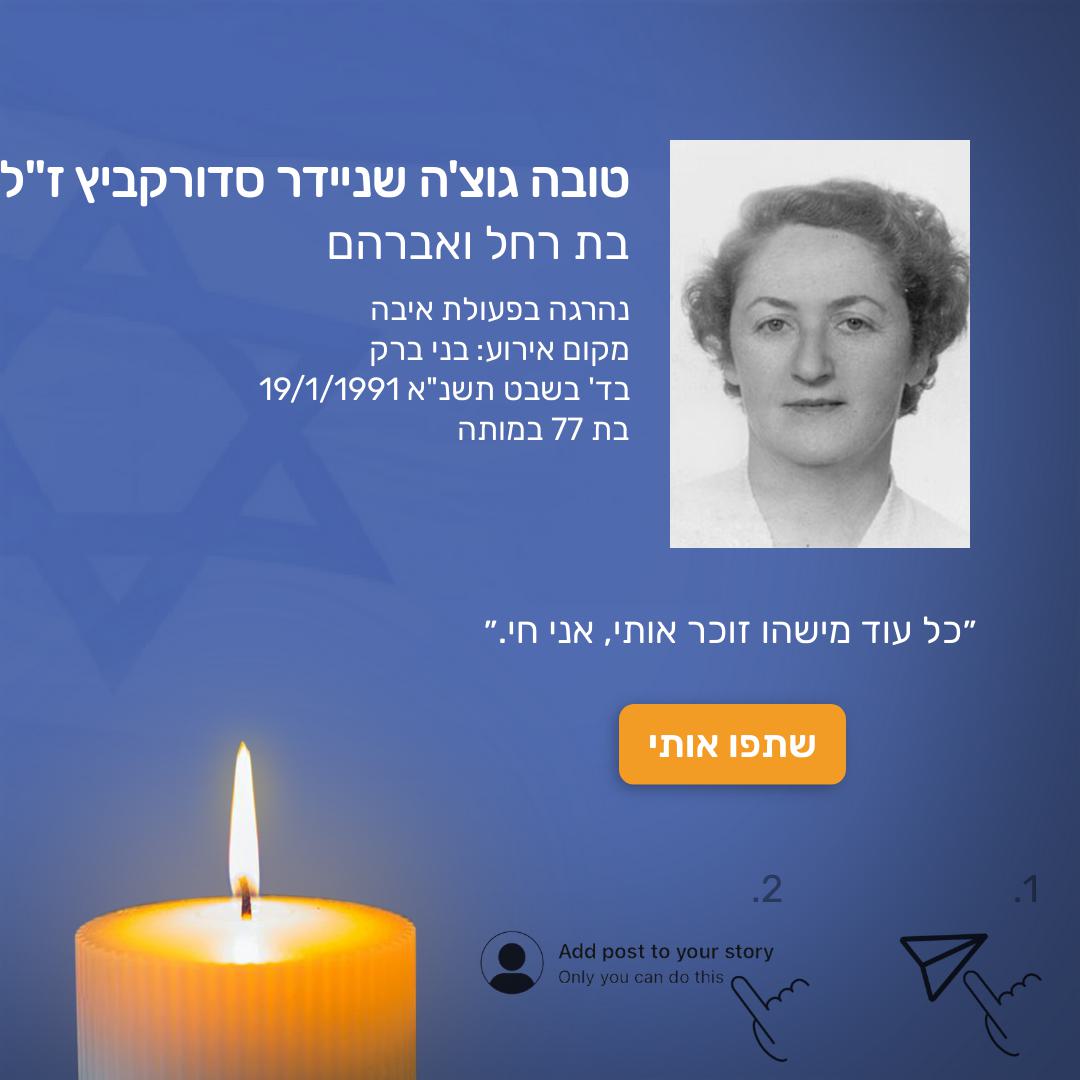 טובה גוצ'ה שניידר סדורקביץ ז"ל
בת רחל ואברהם
נהרגה בפעולת איבה
מקום אירוע: בני ברק
בד' בשבט תשנ"א 19/1/1991
בת 77 במותה
״כל עוד מישהו זוכר אותי, אני חי.״
שתפו אותי
1.
2.
Add post to your story
Only you can do this